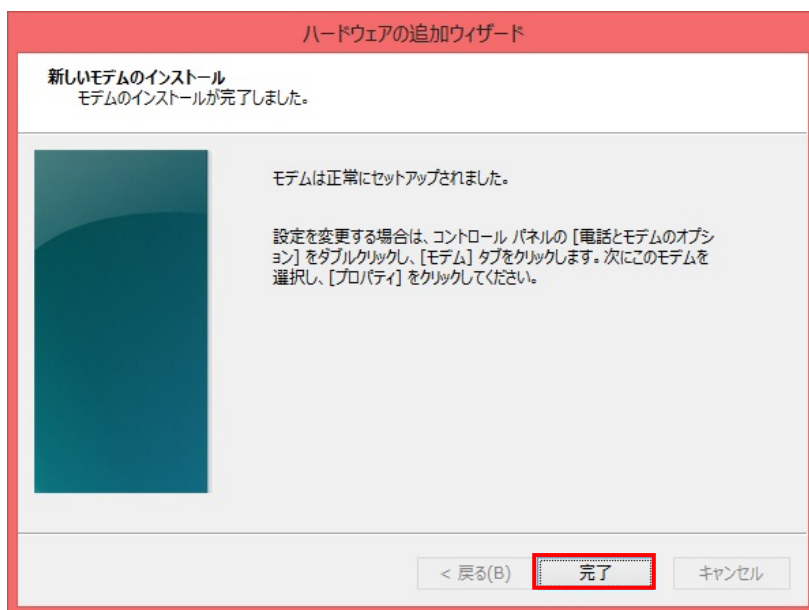 ハードウェアの追加ウィザード
新しいモデムのインストール
モデムのインストールが完了しました。
モデムは正常にセットアップされました。
設定を変更する場合は、コントロール パネルの [電話とモデムのオプシ
ョン] をダブルクリックし、[モデム] タブをクリックします。次にこのモデムを
選択し、[プロパティ] をクリックしてください。
< 戻る(B)
完了
キャンセル